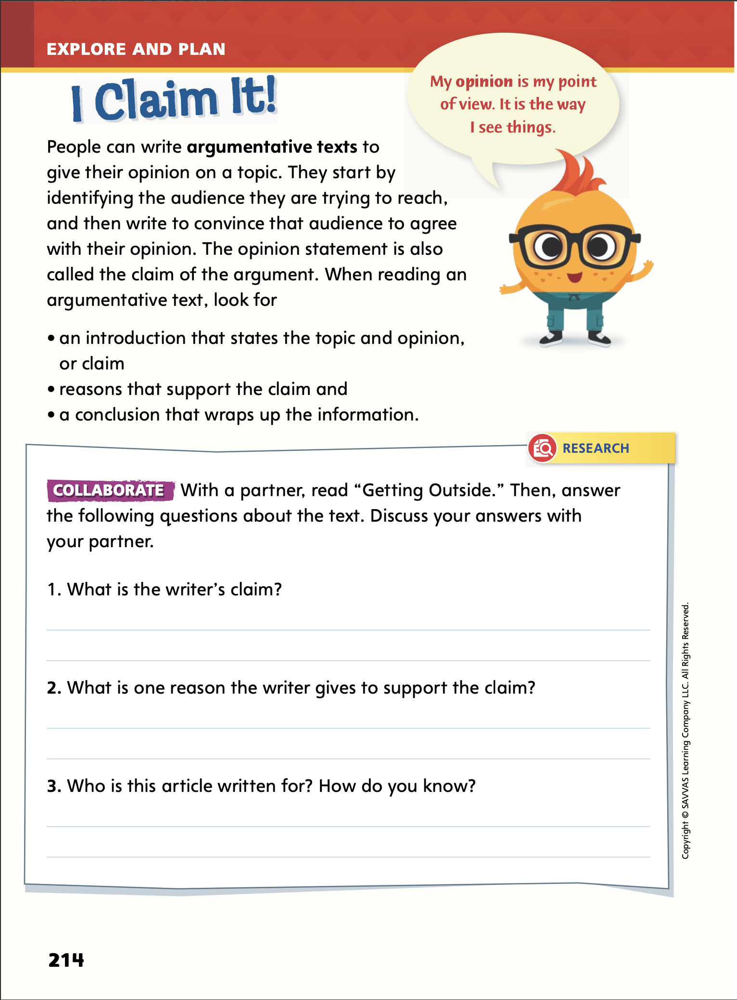 EXPLORE AND PLAN
I Claim It!
My opinion is my point
of view. It is the way
I see things.
People can write argumentative texts to
give their opinion on a topic. They start by
identifying the audience they are trying to reach,
and then write to convince that audience to agree
with their opinion. The opinion statement is also
called the claim of the argument. When reading an
argumentative text, look for
• an introduction that states the topic and opinion,
or claim
• reasons that support the claim and
• a conclusion that wraps up the information.
RESEARCH
COLLABORATE With a partner, read “Getting Outside.” Then, answer
the following questions about the text. Discuss your answers with
your partner.
1. What is the writer’s claim?
2. What is one reason the writer gives to support the claim?
3. Who is this article written for? How do you know?
Copyright © SAVVAS Learning Company LLC. All Rights Reserved.
214